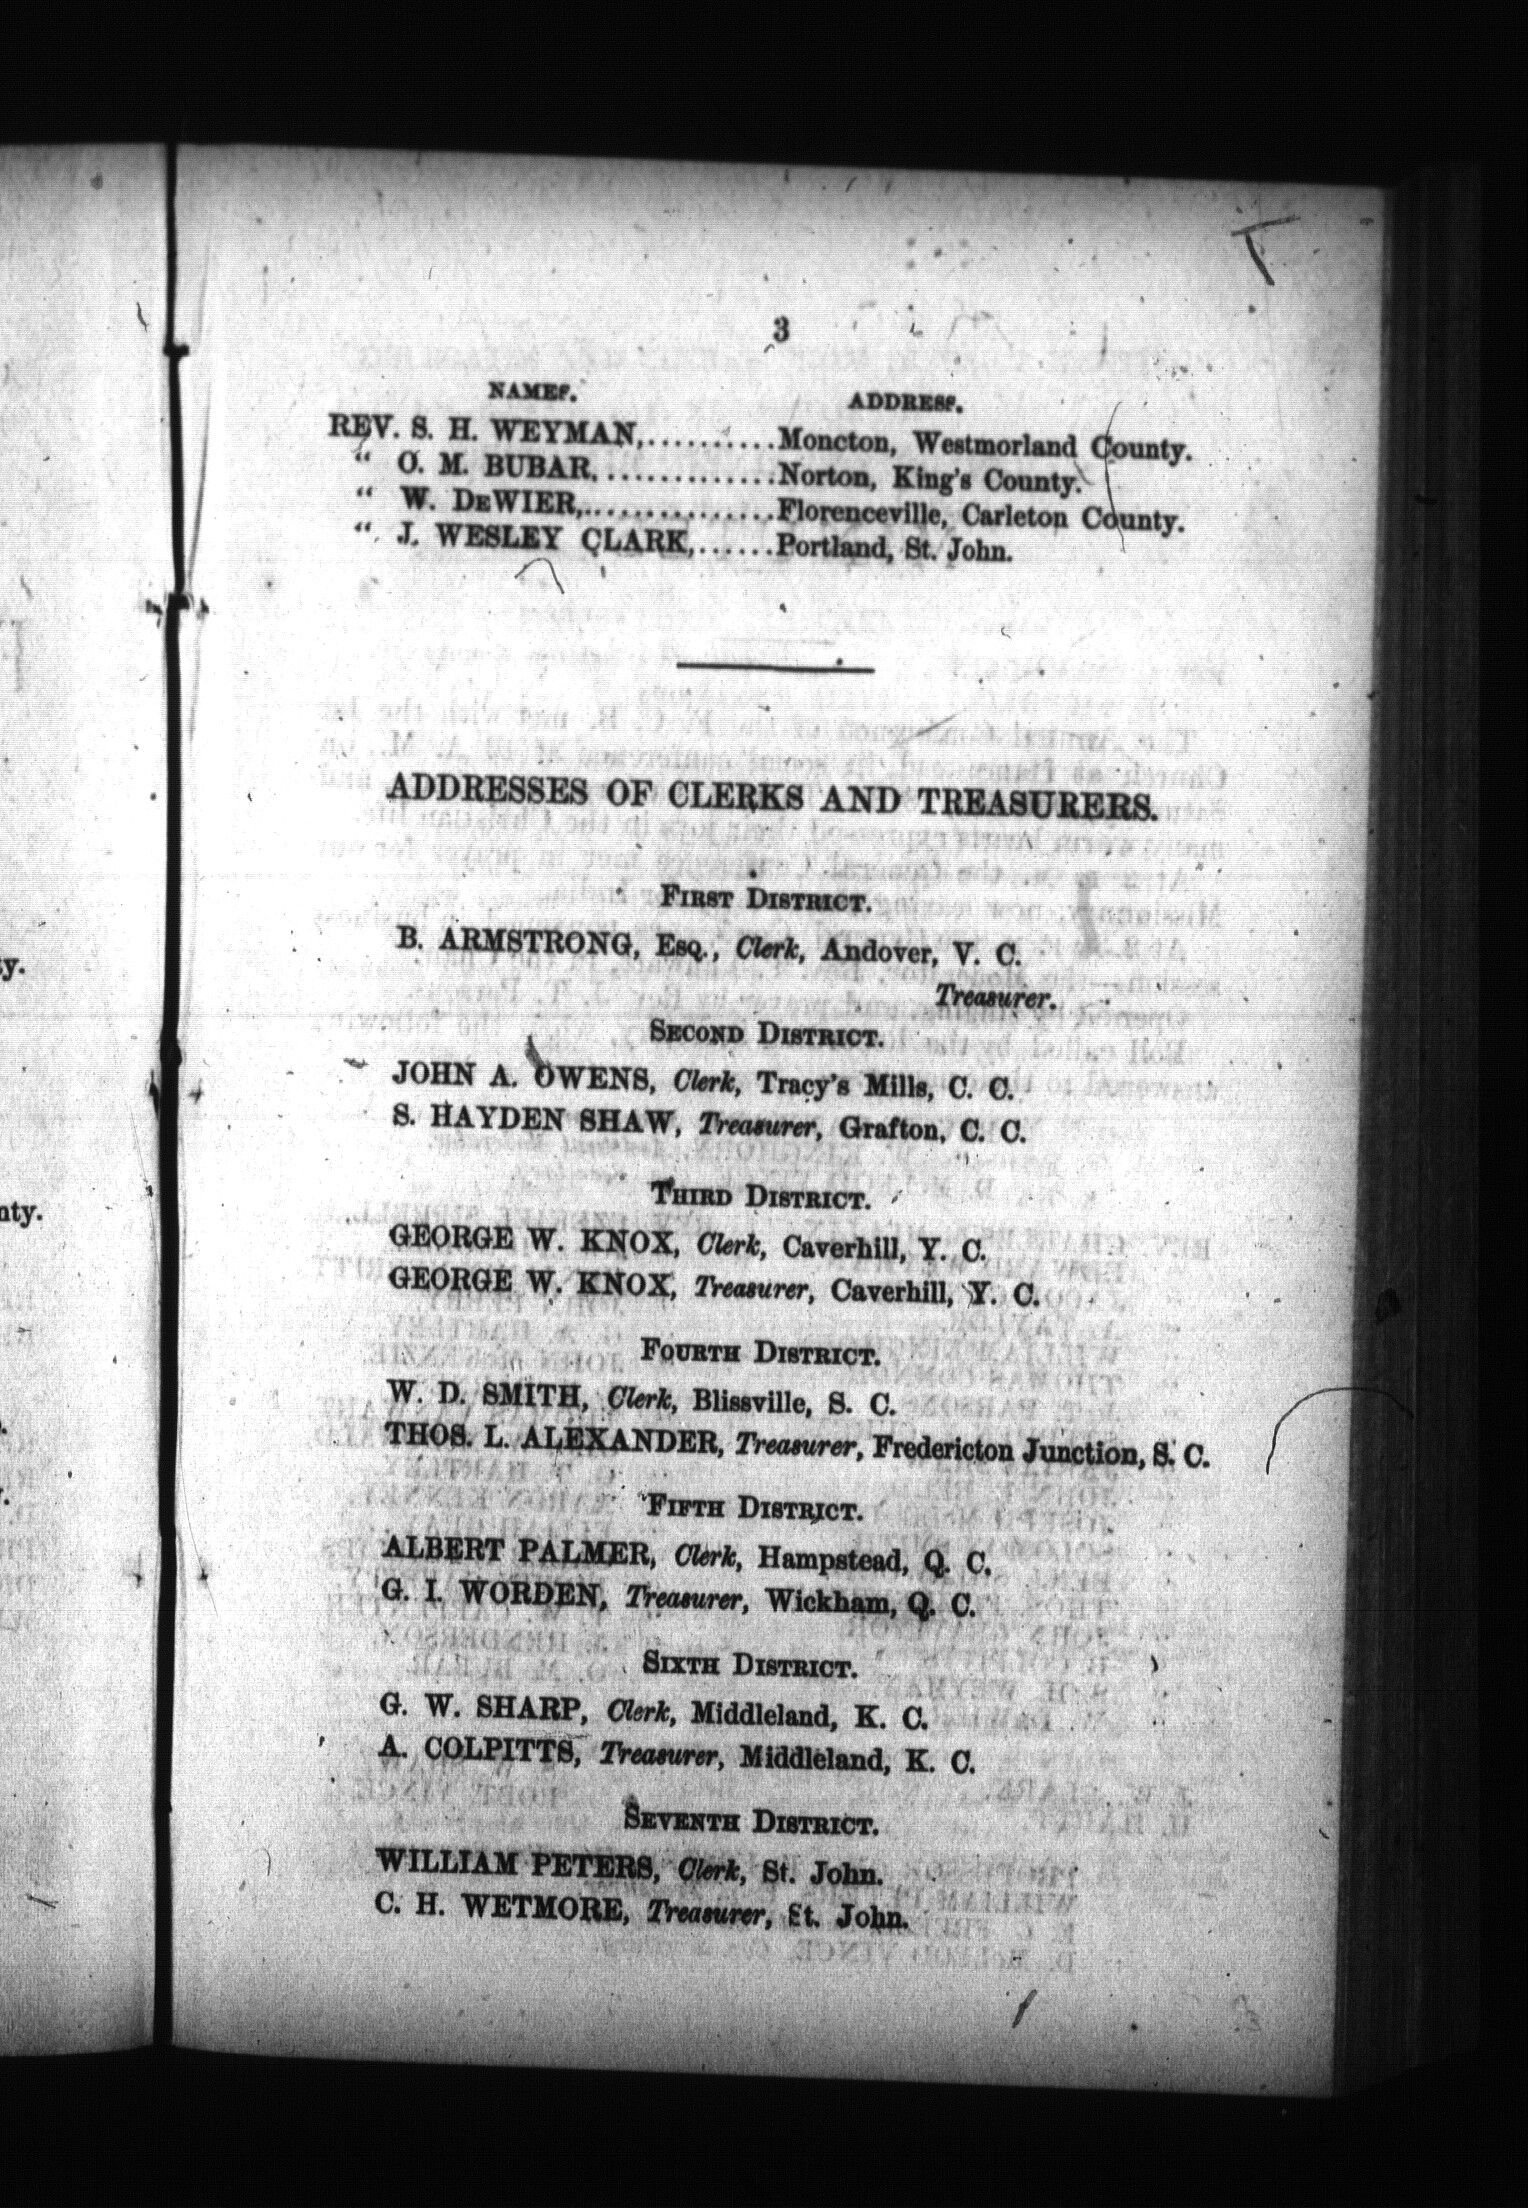 3
NAMES. ADDRESS.
REV. S. H. WEYMAN,..........Moncton, Westmorland County.
" O. M. BUBAR,.............Norton, King's County.
" W. DEWIER,...............Florenceville, Carleton County.
" J. WESLEY CLARK,......Portland, St. John.
ADDRESSES OF CLERKS AND TREASURERS.
FIRST DISTRICT.
B. ARMSTRONG, ESQ., Clerk, Andover, V. C.
Treasurer.
SECOND DISTRICT.
JOHN A. OWENS, Clerk, Tracy's Mills, C. C.
S. HAYDEN SHAW, Treasurer, Grafton, C. C.
THIRD DISTRICT.
GEORGE W. KNOX, Clerk, Caverhill, Y. C.
GEORGE W. KNOX, Treasurer, Caverhill, Y. C.
FOURTH DISTRICT.
W. D. SMITH, Clerk, Blissville, S. C.
THOS. L. ALEXANDER, Treasurer, Fredericton Junction, S. C.
FIFTH DISTRICT.
ALBERT PALMER, Clerk, Hampstead, Q. C.
G. I. WORDEN, Treasurer, Wickham, Q. C.
SIXTH DISTRICT.
G. W. SHARP, Clerk, Middleland, K. C.
A. COLPITTS, Treasurer, Middleland, K. C.
SEVENTH DISTRICT.
WILLIAM PETERS, Clerk, St. John.
C. H. WETMORE, Treasurer, St. John.